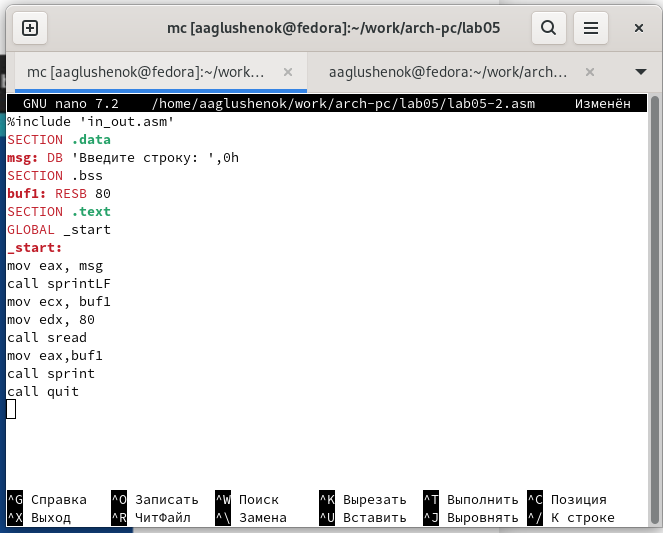 mc [aaglushenok@fedora]:~/work/arch-pc/lab05
mc [aaglushenok@fedora]:~/work... aaglushenok@fedora:~/work/arch...
GNU nano 7.2 /home/aaglushenok/work/arch-pc/lab05/lab05-2.asm Изменён
%include 'in_out.asm'
SECTION .data
msg: DB 'Введите строку: ',0h
SECTION .bss
buf1: RESB 80
SECTION .text
GLOBAL _start
_start:
mov eax, msg
call sprintLF
mov ecx, buf1
mov edx, 80
call sread
mov eax,buf1
call sprint
call quit
^G Справка ^O Записать ^W Поиск ^K Вырезать ^T Выполнить ^C Позиция
^X Выход ^R ЧитФайл ^\ Замена ^U Вставить ^J Выровнять ^/ К строке